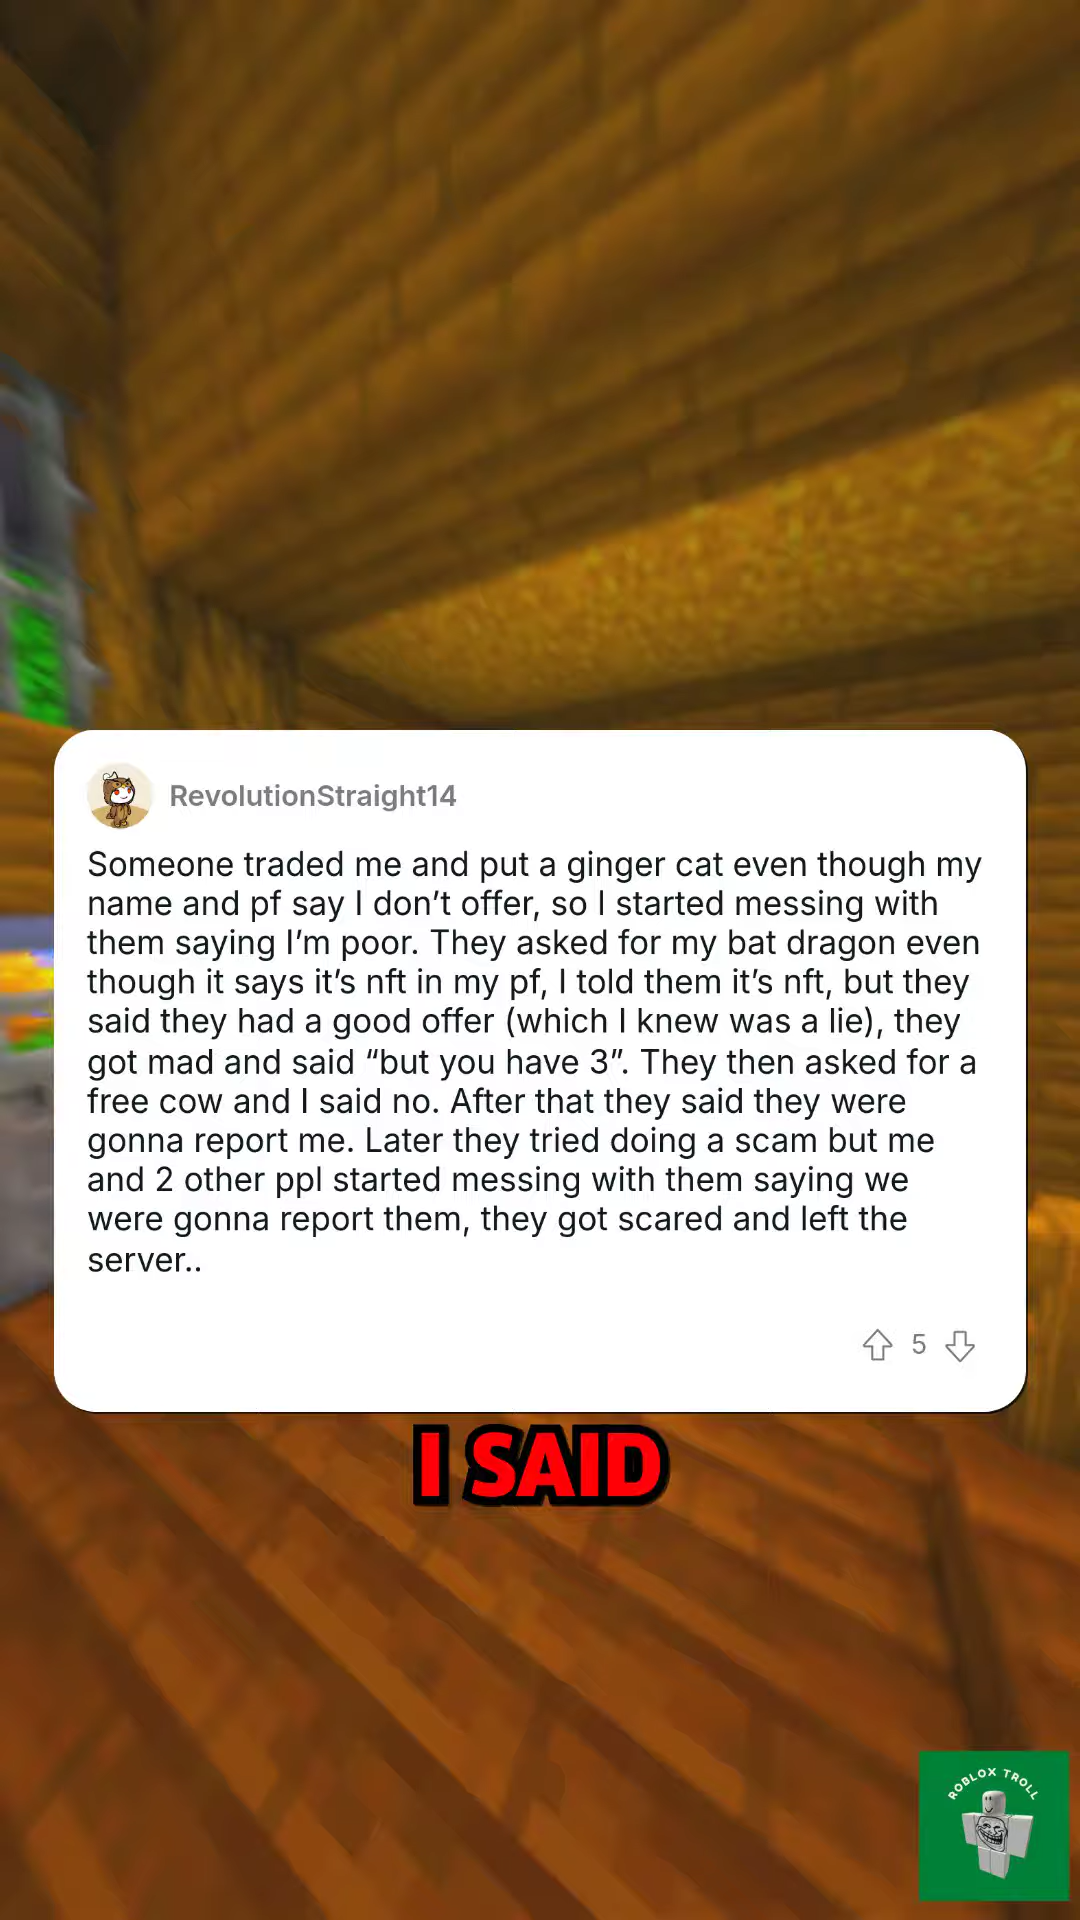 RevolutionStraight14
Someone traded me and put a ginger cat even though my
name and pf say I don’t offer, so I started messing with
them saying I’m poor. They asked for my bat dragon even
though it says it’s nft in my pf, I told them it’s nft, but they
said they had a good offer (which I knew was a lie), they
got mad and said “but you have 3”. They then asked for a
free cow and I said no. After that they said they were
gonna report me. Later they tried doing a scam but me
and 2 other ppl started messing with them saying we
were gonna report them, they got scared and left the
server..
5
I SAID
ROBLOX TROLL